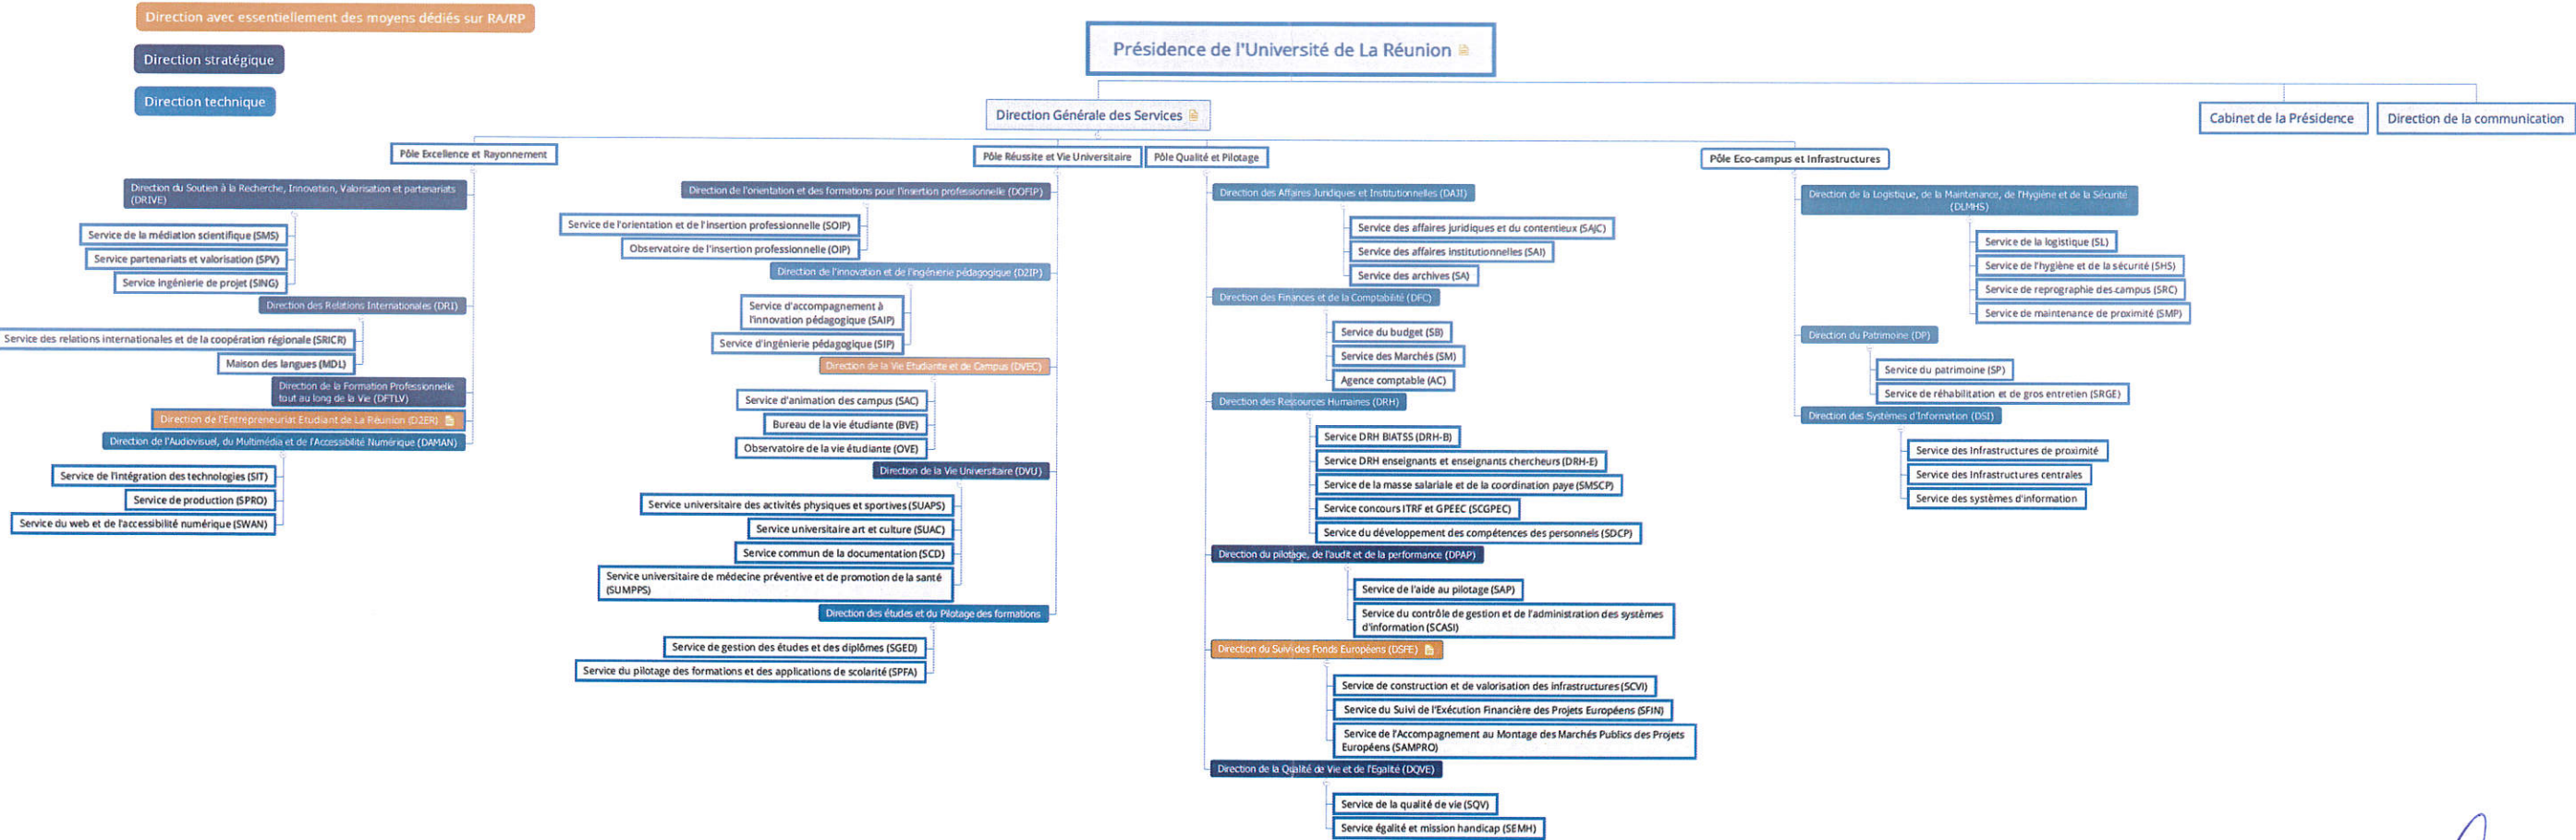 Direction avec essentiellement des moyens dédiés sur RA/RP
Direction stratégique
Direction technique
Présidence de l'Université de La Réunion
Direction Générale des Services
Cabinet de la Présidence
Direction de la communication
Pôle Excellence et Rayonnement
Direction du Soutien à la Recherche, Innovation, Valorisation et partenariats
(DRIVE)
Service de la médiation scientifique (SMS)
Service partenariats et valorisation (SPV)
Service ingénierie de projet (SING)
Direction des Relations Internationales (DRI)
Service des relations internationales et de la coopération régionale (SRICR)
Maison des langues (MDL)
Direction de la Formation Professionnelle
tout au long de la Vie (DFTLV)
Direction de l'Entrepreneuriat Etudiant de La Réunion (D2ER)
Direction de l'Audiovisuel, du Multimédia et de l'Accessibilité Numérique (DAMAN)
Service de l'intégration des technologies (SIT)
Service de production (SPRO)
Service du web et de l'accessibilité numérique (SWAN)
Pôle Réussite et Vie Universitaire
Direction de l'orientation et des formations pour l'insertion professionnelle (DOFIP)
Service de l'orientation et de l'insertion professionnelle (SOIP)
Observatoire de l'insertion professionnelle (OIP)
Direction de l'innovation et de l'ingénierie pédagogique (D2IP)
Service d'accompagnement à
l'innovation pédagogique (SAIP)
Service d'ingénierie pédagogique (SIP)
Direction de la Vie Etudiante et de Campus (DVEC)
Service d'animation des campus (SAC)
Bureau de la vie étudiante (BVE)
Observatoire de la vie étudiante (OVE)
Direction de la Vie Universitaire (DVU)
Service universitaire des activités physiques et sportives (SUAPS)
Service universitaire art et culture (SUAC)
Service commun de la documentation (SCD)
Service universitaire de médecine préventive et de promotion de la santé
(SUMPPS)
Direction des études et du Pilotage des formations
Service de gestion des études et des diplômes (SGED)
Service du pilotage des formations et des applications de scolarité (SPFA)
Pôle Qualité et Pilotage
Direction des Affaires Juridiques et Institutionnelles (DAJI)
Service des affaires juridiques et du contentieux (SAJC)
Service des affaires institutionnelles (SAI)
Service des archives (SA)
Direction des Finances et de la Comptabilité (DFC)
Service du budget (SB)
Service des Marchés (SM)
Agence comptable (AC)
Direction des Ressources Humaines (DRH)
Service DRH BIATSS (DRH-B)
Service DRH enseignants et enseignants chercheurs (DRH-E)
Service de la masse salariale et de la coordination paye (SMSCP)
Service concours ITRF et GPEEC (SCGPEC)
Service du développement des compétences des personnels (SDCP)
Direction du pilotage, de l'audit et de la performance (DPAP)
Service de l'aide au pilotage (SAP)
Service du contrôle de gestion et de l'administration des systèmes
d'information (SCASI)
Direction du Suivi des Fonds Européens (DSFE)
Service de construction et de valorisation des infrastructures (SCVI)
Service du Suivi de l'Exécution Financière des Projets Européens (SFIN)
Service de l'Accompagnement au Montage des Marchés Publics des Projets
Européens (SAMPRO)
Direction de la Qualité de Vie et de l'Egalité (DQVE)
Service de la qualité de vie (SQV)
Service égalité et mission handicap (SEMH)
Pôle Eco-campus et Infrastructures
Direction de la Logistique, de la Maintenance, de l'Hygiène et de la Sécurité
(DLMHS)
Service de la logistique (SL)
Service de l'hygiène et de la sécurité (SHS)
Service de reprographie des campus (SRC)
Service de maintenance de proximité (SMP)
Direction du Patrimoine (DP)
Service du patrimoine (SP)
Service de réhabilitation et de gros entretien (SRGE)
Direction des Systèmes d'Information (DSI)
Service des Infrastructures de proximité
Service des Infrastructures centrales
Service des systèmes d'information